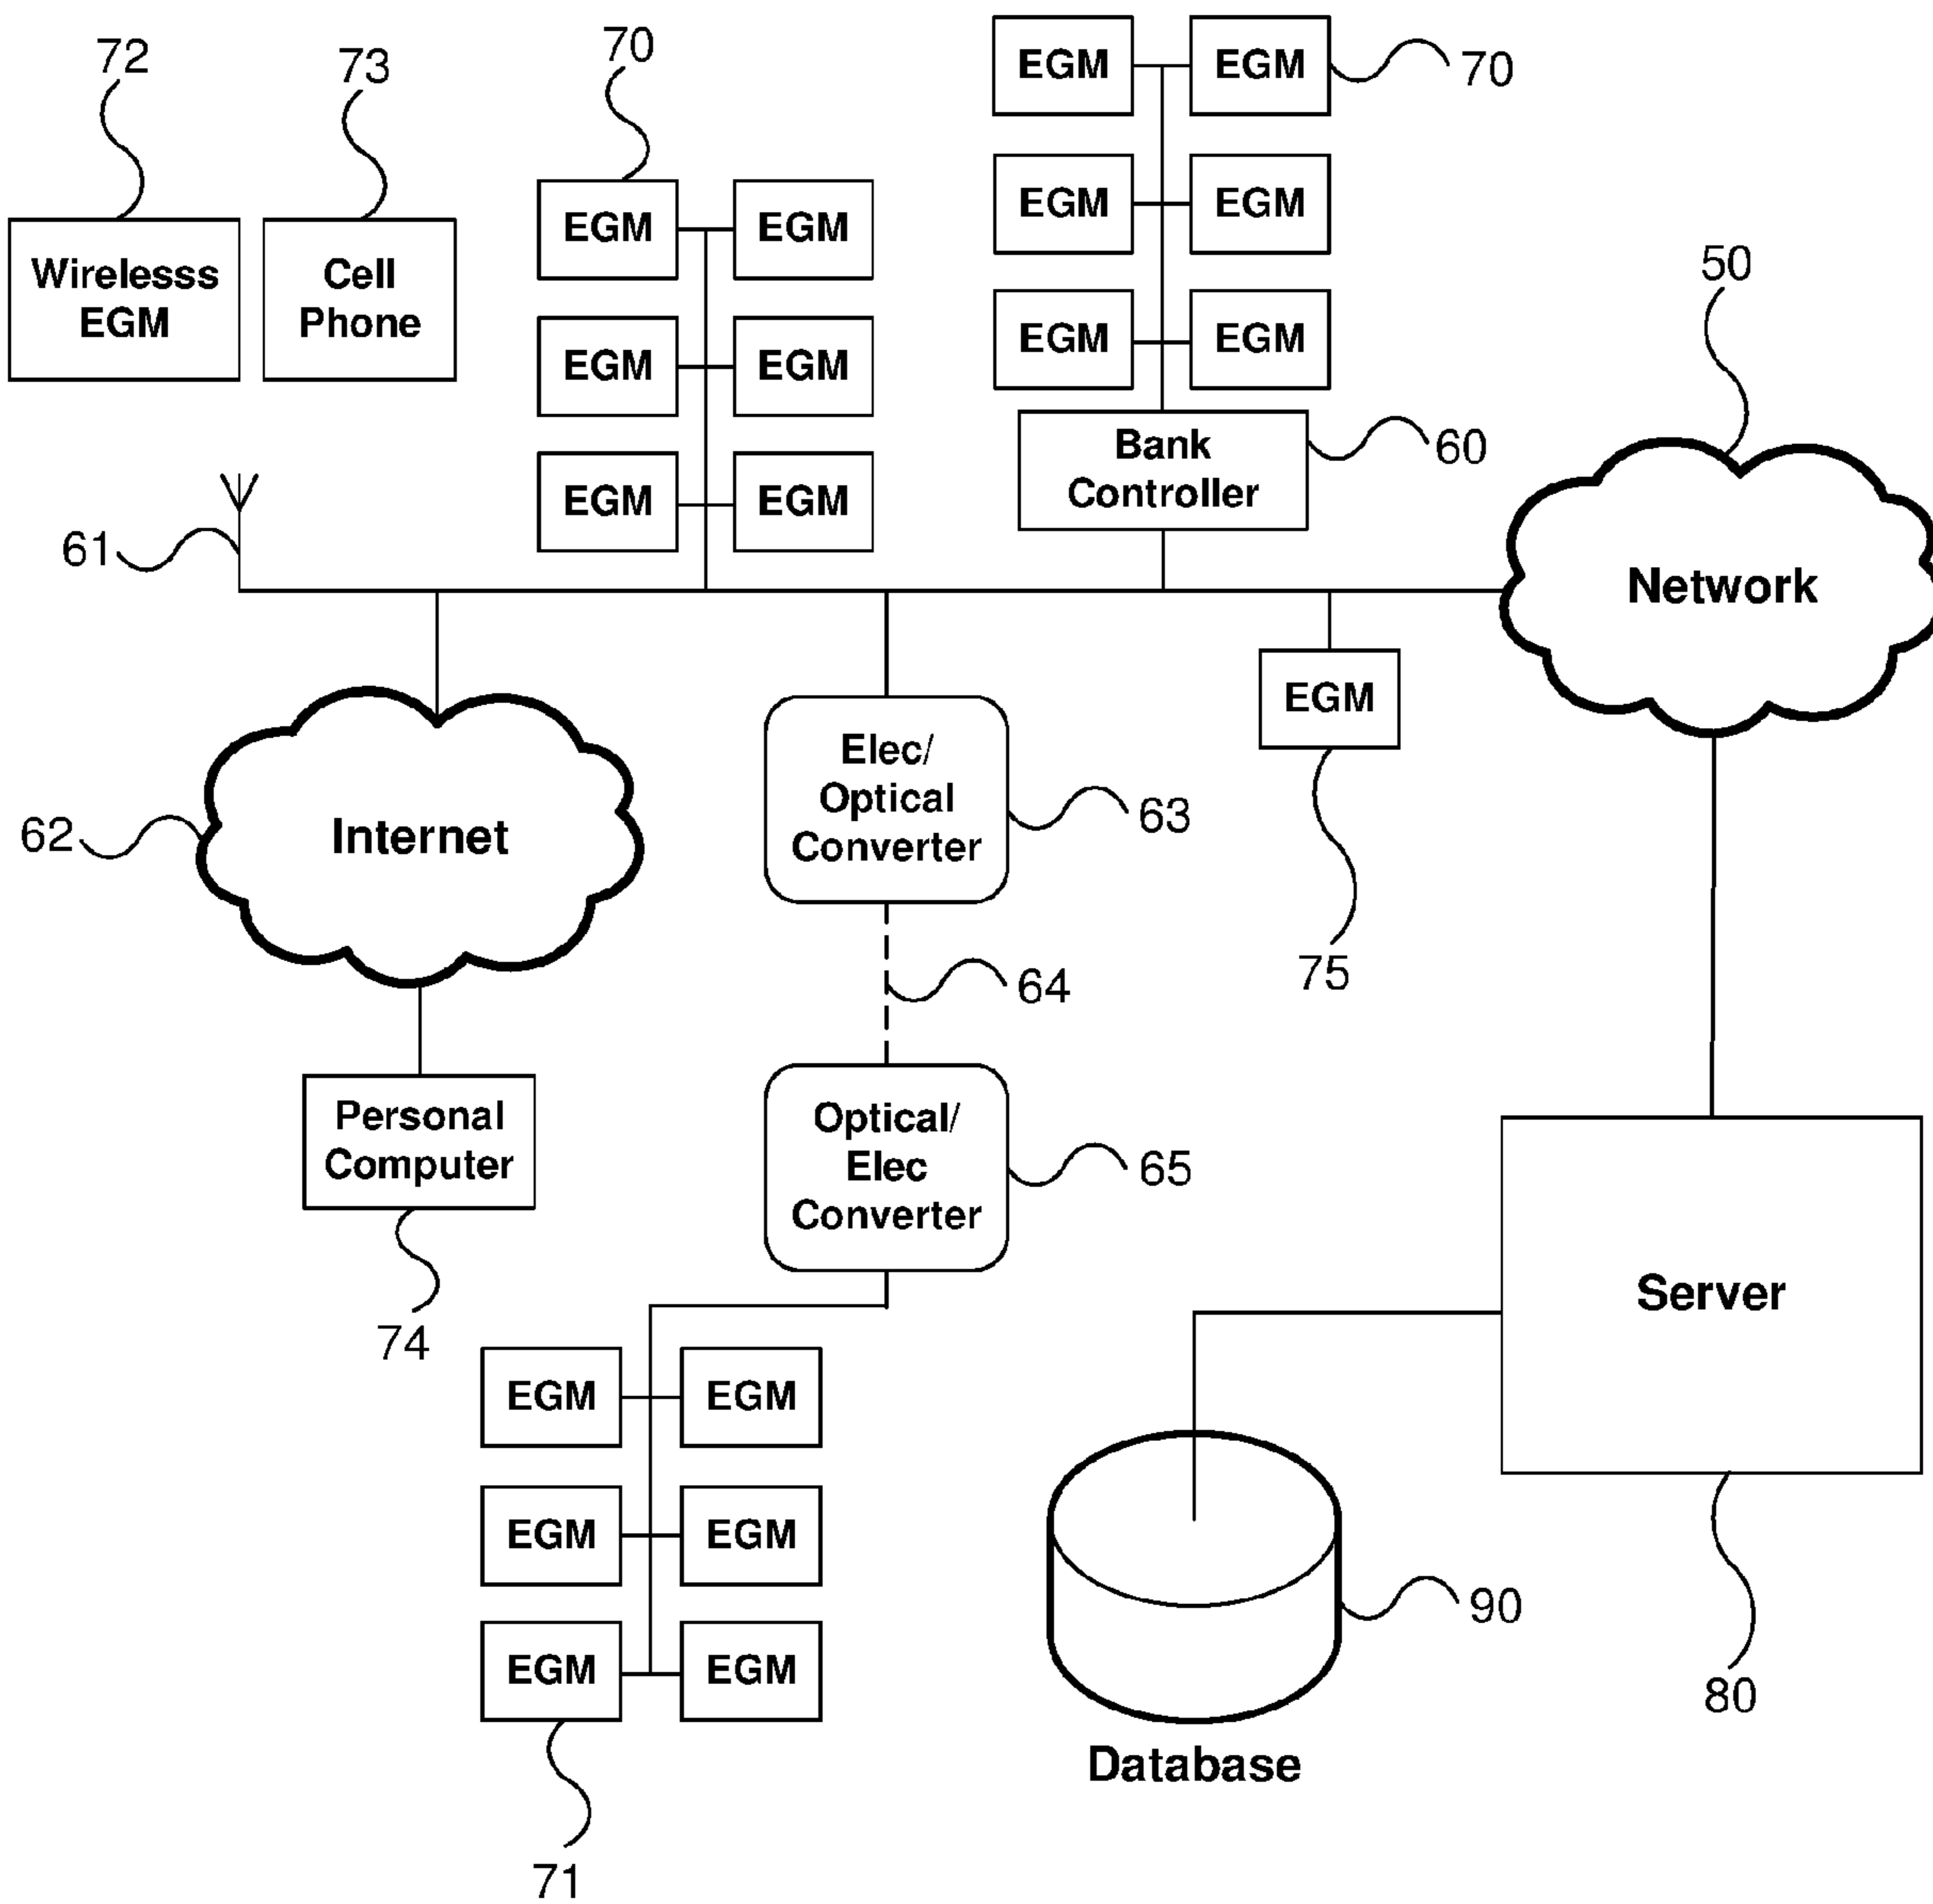 72
73
70
EGM EGM
70
Wirelesss
EGM
Cell
Phone
EGM EGM
EGM EGM
EGM EGM
EGM EGM
EGM EGM
50
Bank
Controller
60
61
Network
Internet
62
Elec/
Optical
Converter
63
EGM
75
64
Personal
Computer
74
Optical/
Elec
Converter
65
Server
80
EGM EGM
EGM EGM
EGM EGM
71
90
Database